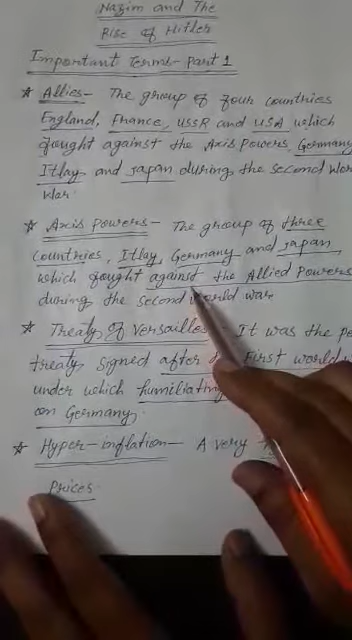 Nazim and The
Rise of Hitler
Important Terms - Part 1
* Allies - The group of four countries
England, France, USSR and USA which
fought against the Axis Powers, Germany
Itlay and Japan during the second Wor
War.
* Axis Powers - The group of three
countries, Itlay, Germany and Japan
which fought against the Allied Powers
during the second world war
* Treaty of Versailles - It was the pe
treaty signed after First world
under which humiliating
on Germany.
* Hyper-inflation - A very
Prices.